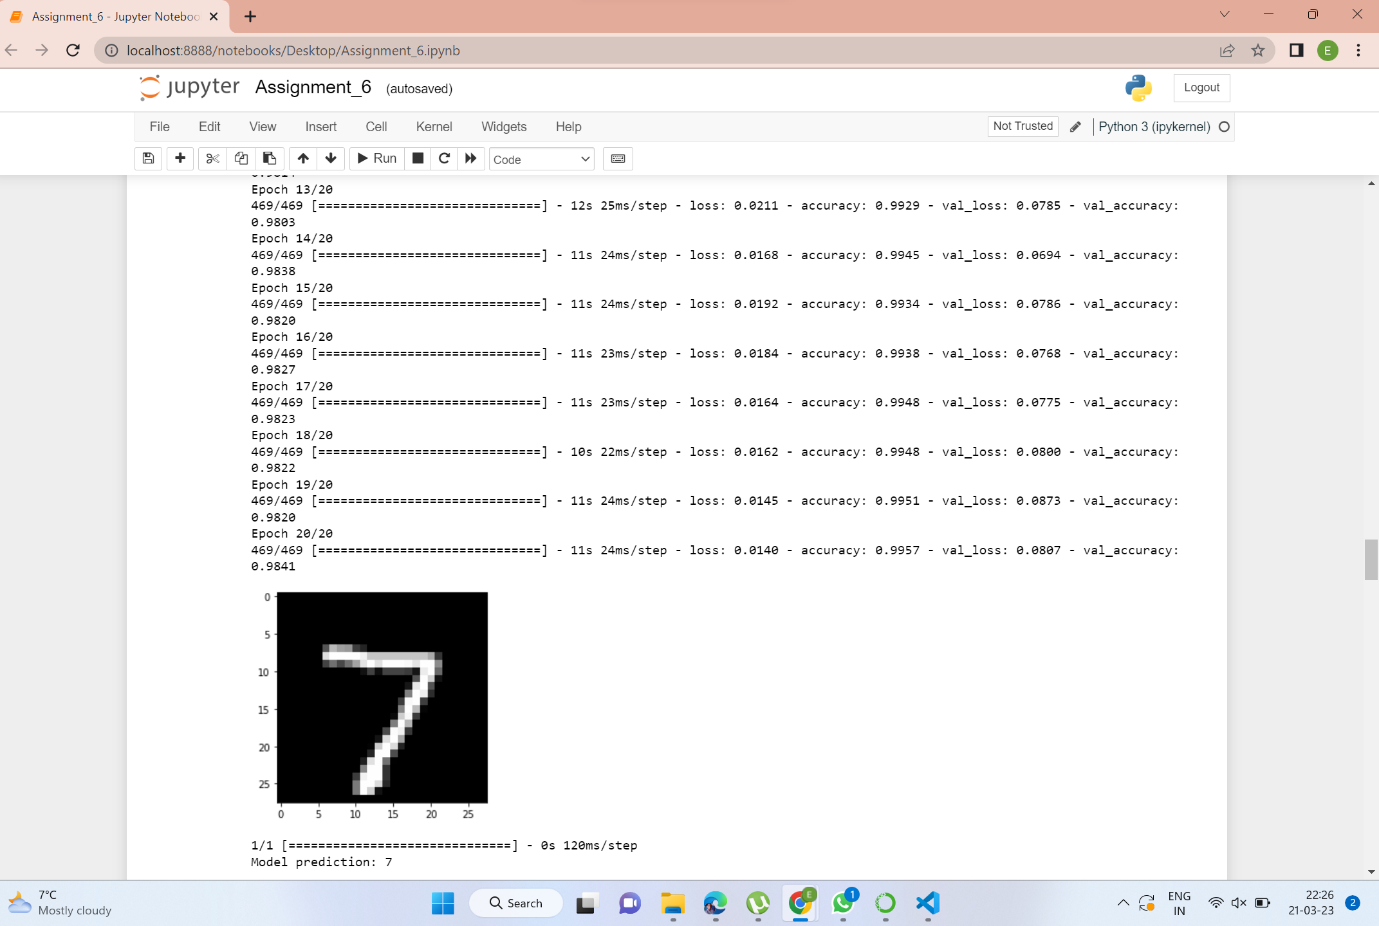 Assignment_6 - Jupyter Noteboo
localhost:8888/notebooks/Desktop/Assignment_6.ipynb
E
jupyter Assignment_6 (autosaved)
Logout
File Edit View Insert Cell Kernel Widgets Help
Not Trusted
Python 3 (ipykernel)
Run
Code
Epoch 13/20
469/469 [==============================] - 12s 25ms/step - loss: 0.0211 - accuracy: 0.9929 - val_loss: 0.0785 - val_accuracy:
0.9803
Epoch 14/20
469/469 [==============================] - 11s 24ms/step - loss: 0.0168 - accuracy: 0.9945 - val_loss: 0.0694 - val_accuracy:
0.9838
Epoch 15/20
469/469 [==============================] - 11s 24ms/step - loss: 0.0192 - accuracy: 0.9934 - val_loss: 0.0786 - val_accuracy:
0.9820
Epoch 16/20
469/469 [==============================] - 11s 23ms/step - loss: 0.0184 - accuracy: 0.9938 - val_loss: 0.0768 - val_accuracy:
0.9827
Epoch 17/20
469/469 [==============================] - 11s 23ms/step - loss: 0.0164 - accuracy: 0.9948 - val_loss: 0.0775 - val_accuracy:
0.9823
Epoch 18/20
469/469 [==============================] - 10s 22ms/step - loss: 0.0162 - accuracy: 0.9948 - val_loss: 0.0800 - val_accuracy:
0.9822
Epoch 19/20
469/469 [==============================] - 11s 24ms/step - loss: 0.0145 - accuracy: 0.9951 - val_loss: 0.0873 - val_accuracy:
0.9820
Epoch 20/20
469/469 [==============================] - 11s 24ms/step - loss: 0.0140 - accuracy: 0.9957 - val_loss: 0.0807 - val_accuracy:
0.9841
0
5
10
15
20
25
7
0 5 10 15 20 25
1/1 [==============================] - 0s 120ms/step
Model prediction: 7
7°C
Mostly cloudy
Search
E
1
ENG
IN
22:26
21-03-23
2